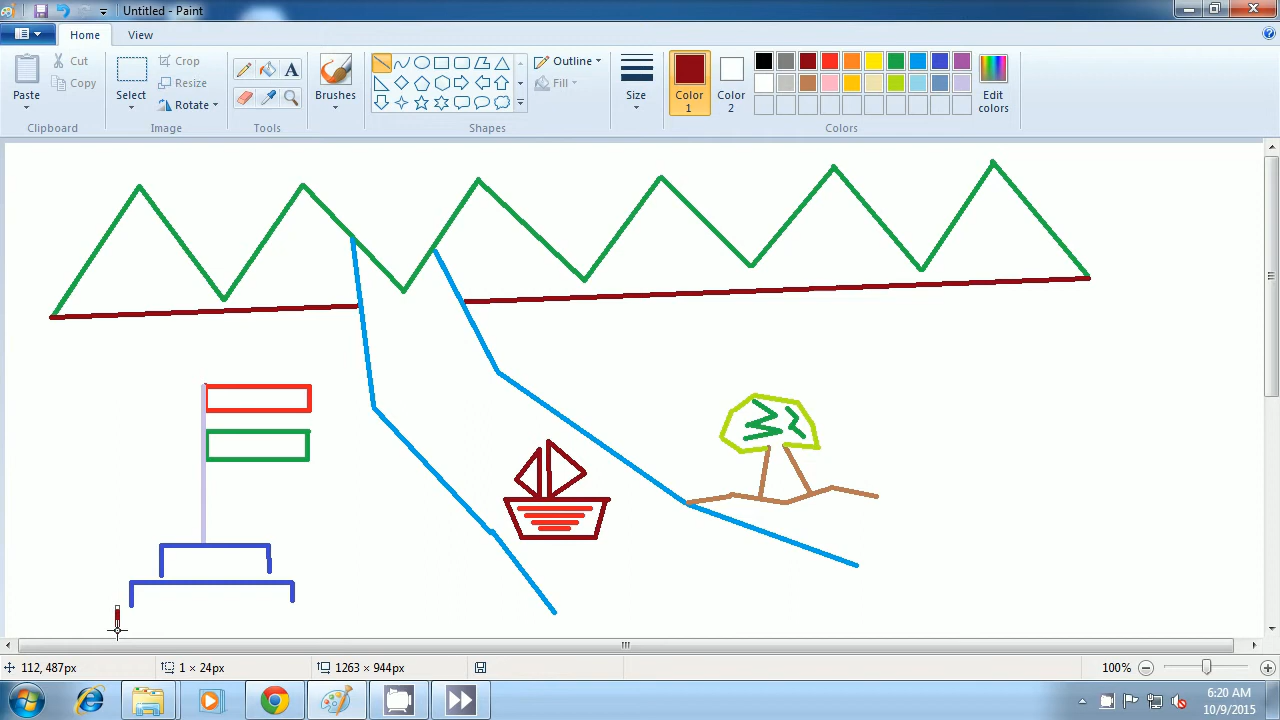 Untitled - Paint
Home View
Paste
Cut
Copy
Clipboard
Select
Crop
Resize
Rotate
Image
A
Tools
Brushes
Shapes
Outline
Fill
Size
Color 1
Color 2
Edit colors
Colors
112, 487px
1 × 24px
1263 × 944px
100%
6:20 AM
10/9/2015